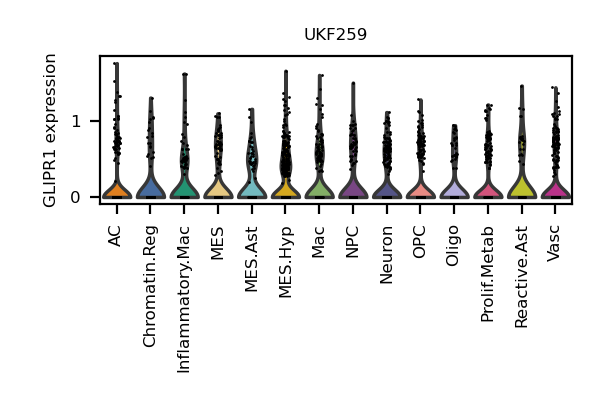 UKF259
GLIPR1 expression
1
0
AC
Chromatin.Reg
Inflammatory.Mac
MES
MES.Ast
MES.Hyp
Mac
NPC
Neuron
OPC
Oligo
Prolif.Metab
Reactive.Ast
Vasc